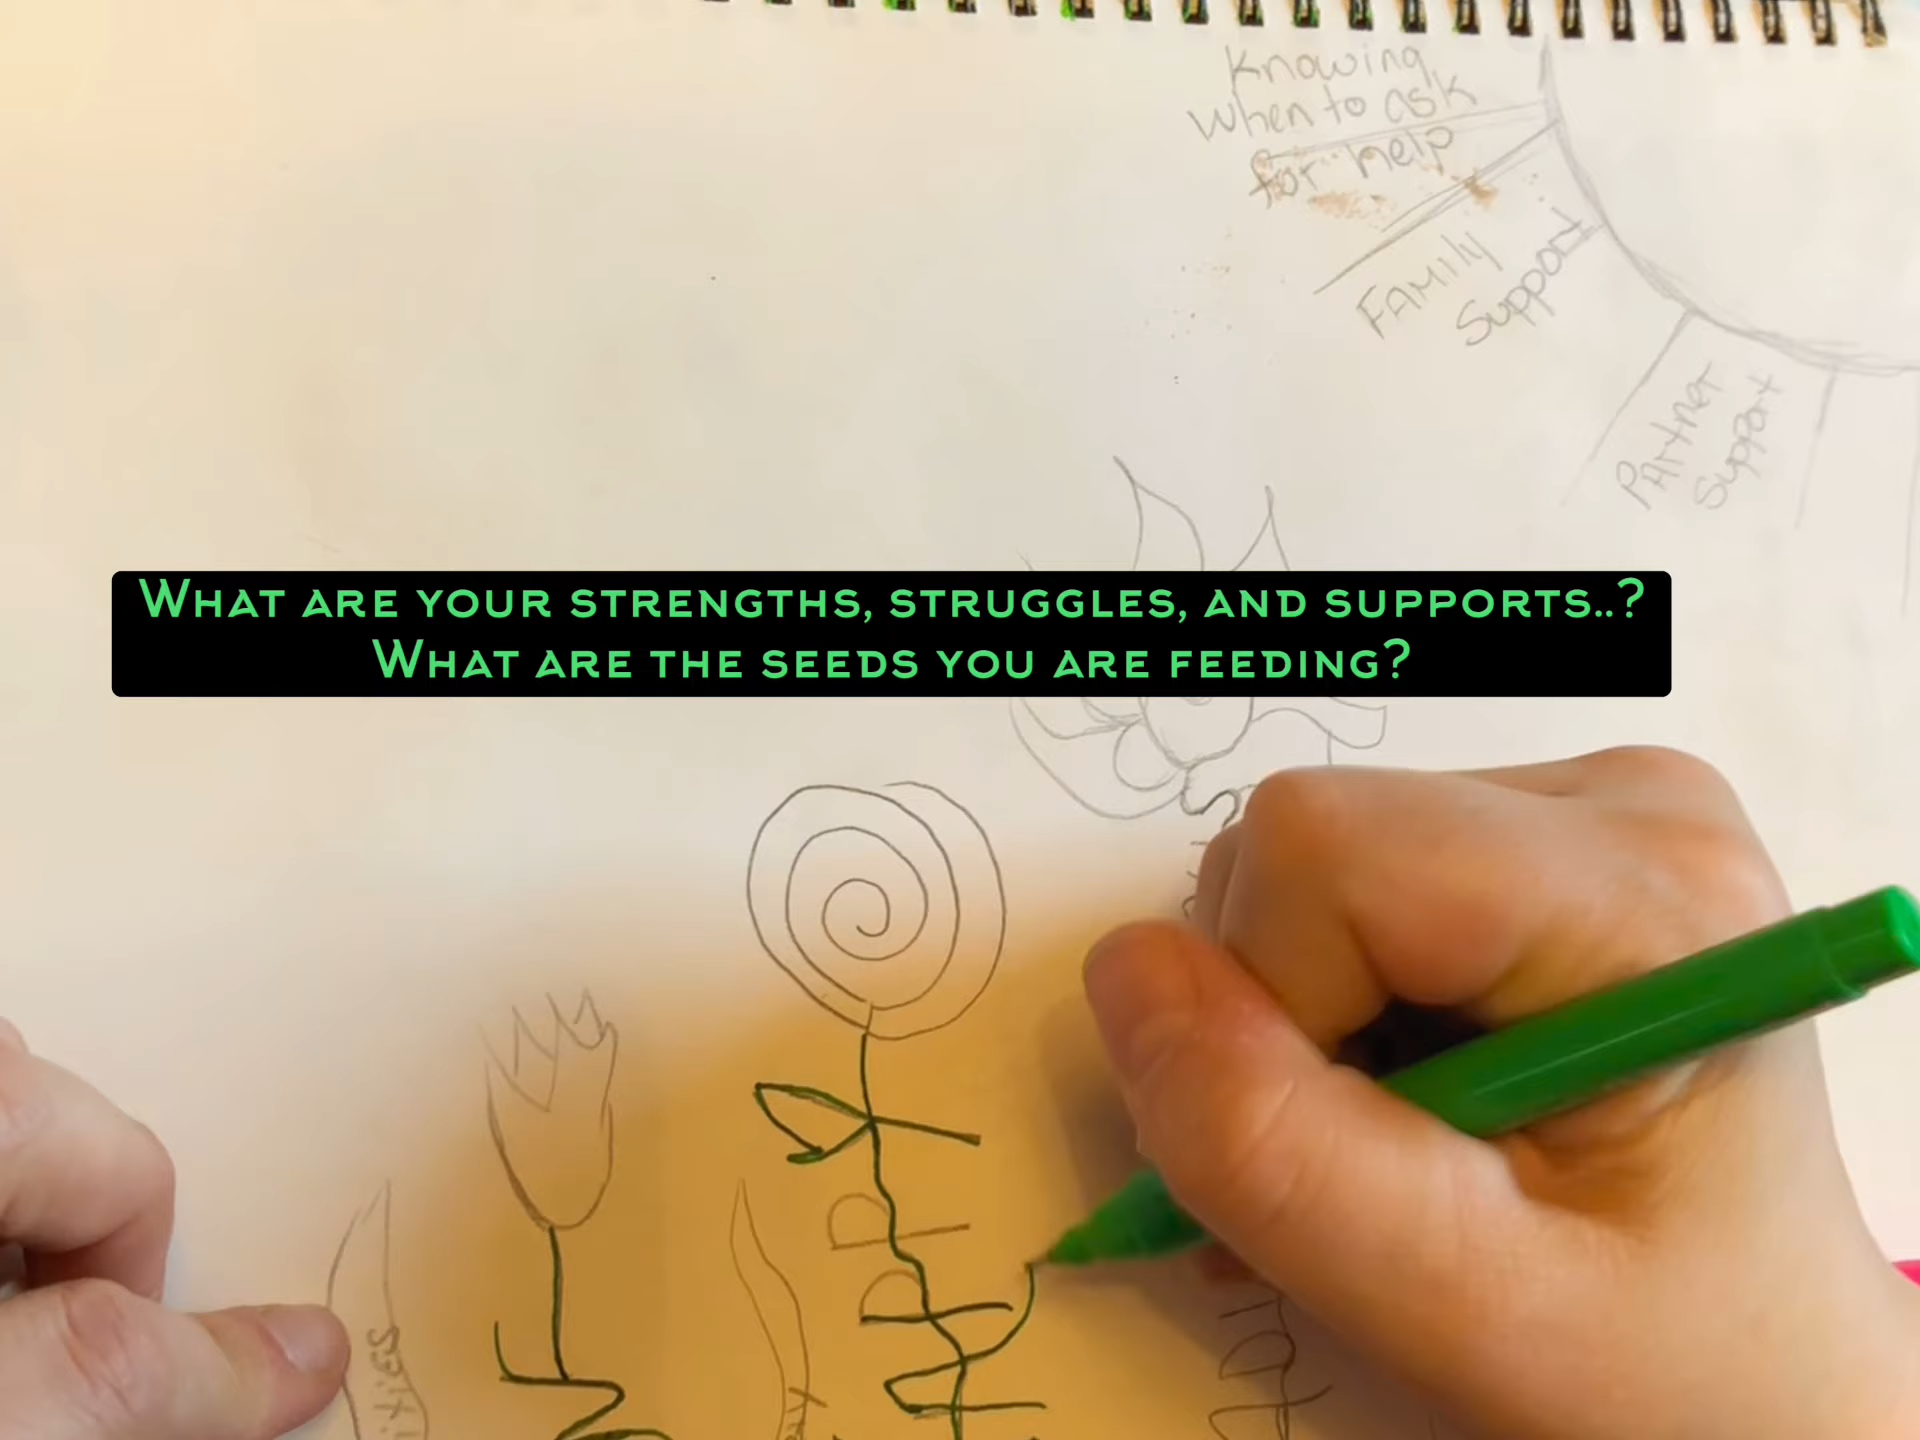 Knowing
when to ask
for help
FAMily
Support
PArtner
Support
What are your strengths, struggles, and supports..?
What are the seeds you are feeding?